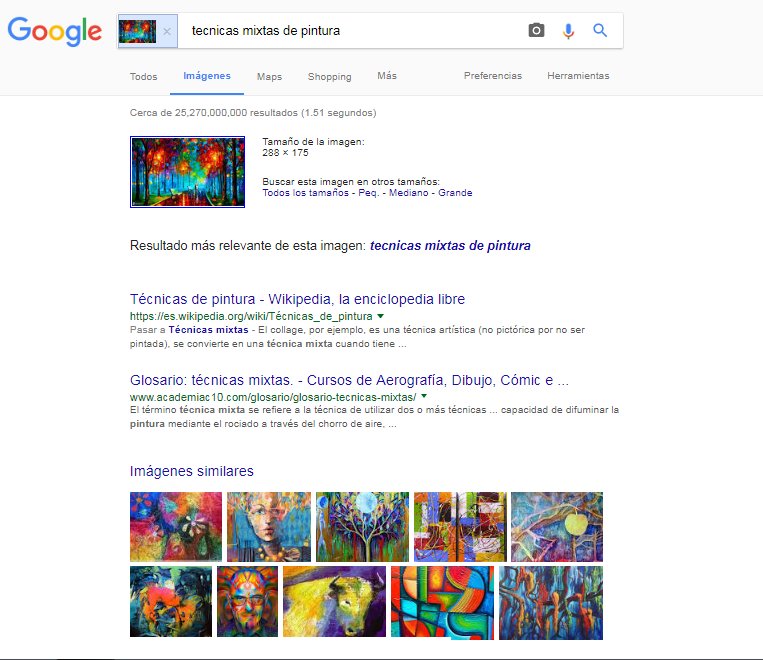 Google
× tecnicas mixtas de pintura
Todos Imágenes Maps Shopping Más Preferencias Herramientas
Cerca de 25,270,000,000 resultados (1.51 segundos)
Tamaño de la imagen:
288 × 175
Buscar esta imagen en otros tamaños:
Todos los tamaños - Peq. - Mediano - Grande
Resultado más relevante de esta imagen: tecnicas mixtas de pintura
Técnicas de pintura - Wikipedia, la enciclopedia libre
https://es.wikipedia.org/wiki/Técnicas_de_pintura
Pasar a Técnicas mixtas - El collage, por ejemplo, es una técnica artística (no pictórica por no ser
pintada), se convierte en una técnica mixta cuando tiene ...
Glosario: técnicas mixtas. - Cursos de Aerografía, Dibujo, Cómic e ...
www.academiac10.com/glosario/glosario-tecnicas-mixtas/
El término técnica mixta se refiere a la técnica de utilizar dos o más técnicas ... capacidad de difuminar la
pintura mediante el rociado a través del chorro de aire, ...
Imágenes similares